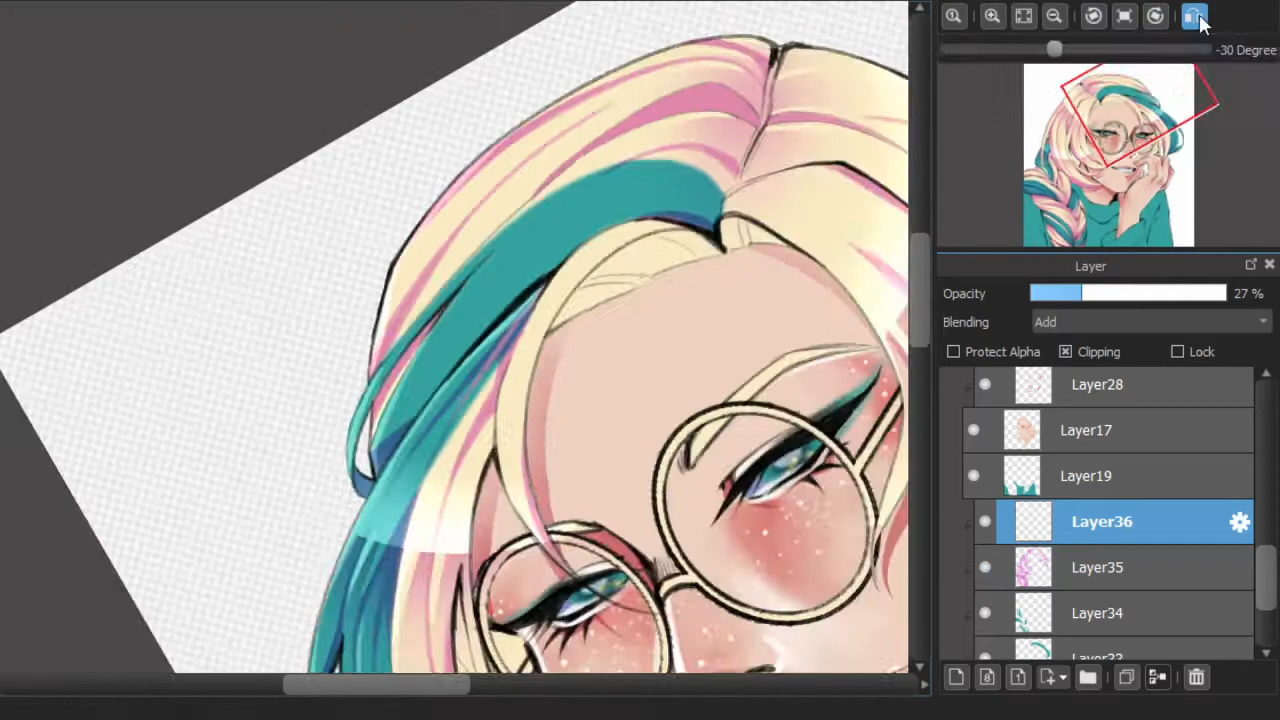 -30 Degree
Layer
Opacity 27 %
Blending Add
Protect Alpha Clipping Lock
Layer28
Layer17
Layer19
Layer36
Layer35
Layer34